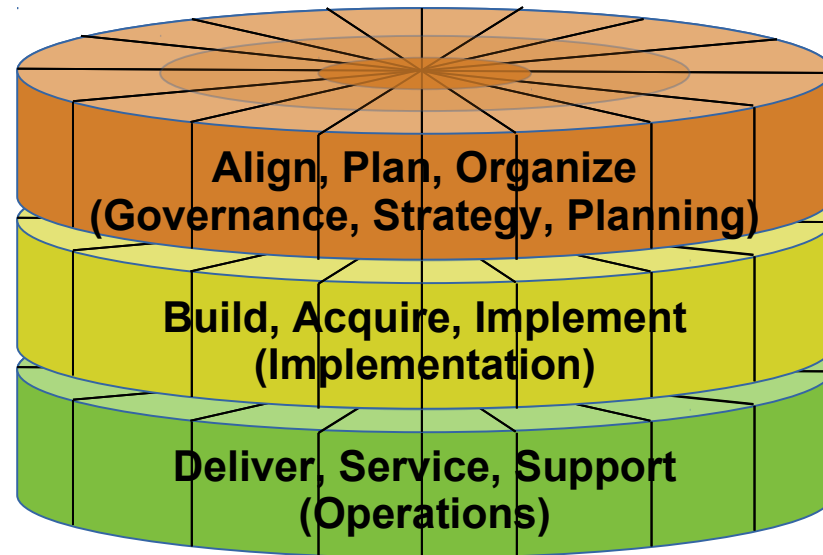 Align, Plan, Organize
(Governance, Strategy, Planning)
Build, Acquire, Implement
(Implementation)
Deliver, Service, Support
(Operations)